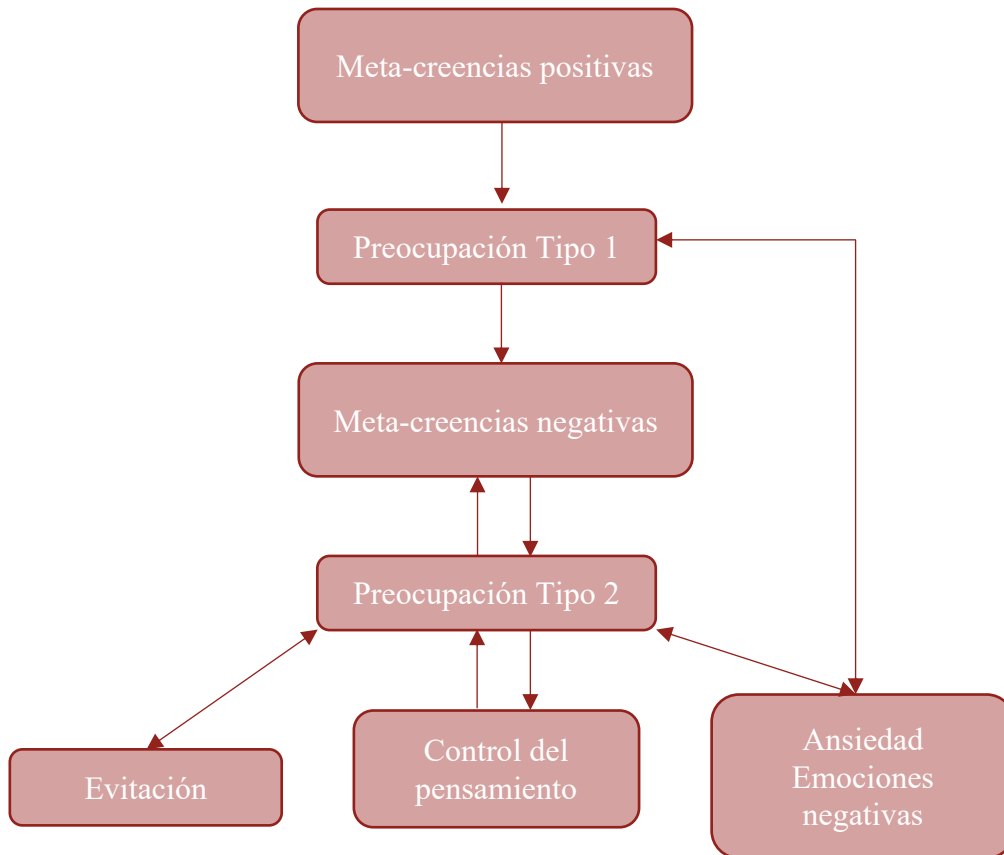 Meta-creencias positivas
Preocupación Tipo 1
Meta-creencias negativas
Preocupación Tipo 2
Evitación
Control del
pensamiento
Ansiedad
Emociones
negativas